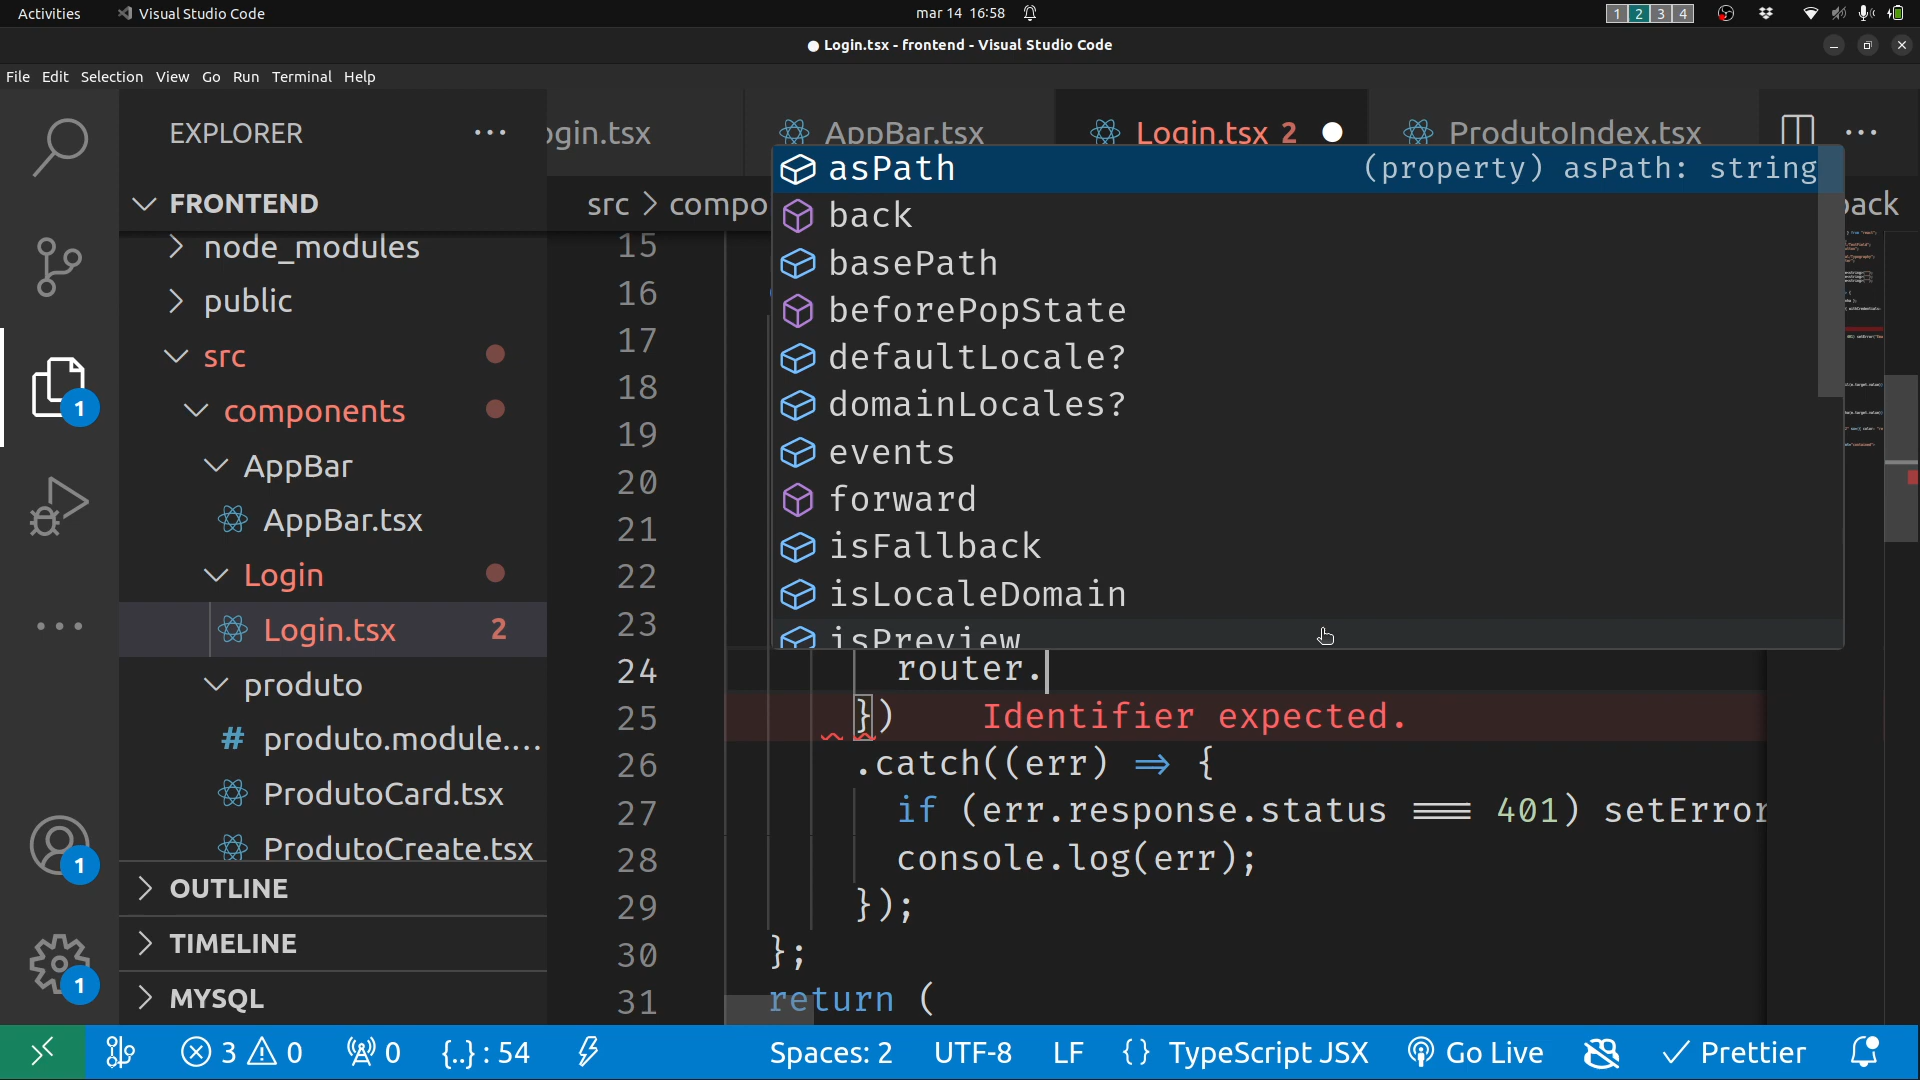 Activities
Visual Studio Code
mar 14 16:58
1 2 3 4
● Login.tsx - frontend - Visual Studio Code
File Edit Selection View Go Run Terminal Help
EXPLORER
gin.tsx
AppBar.tsx
Login.tsx 2
ProdutoIndex.tsx
FRONTEND
src > compo
ack
node_modules
public
src
components
AppBar
AppBar.tsx
Login
Login.tsx 2
produto
# produto.module....
ProdutoCard.tsx
ProdutoCreate.tsx
OUTLINE
TIMELINE
MYSQL
1
1
1
asPath (property) asPath: string
back
basePath
beforePopState
defaultLocale?
domainLocales?
events
forward
isFallback
isLocaleDomain
isPreview
15
16
17
18
19
20
21
22
23
24 router.
25 }) Identifier expected.
26 .catch((err) => {
27 if (err.response.status === 401) setError
28 console.log(err);
29 });
30 };
31 return (
3 0 0 {..} : 54 Spaces: 2 UTF-8 LF {} TypeScript JSX Go Live Prettier